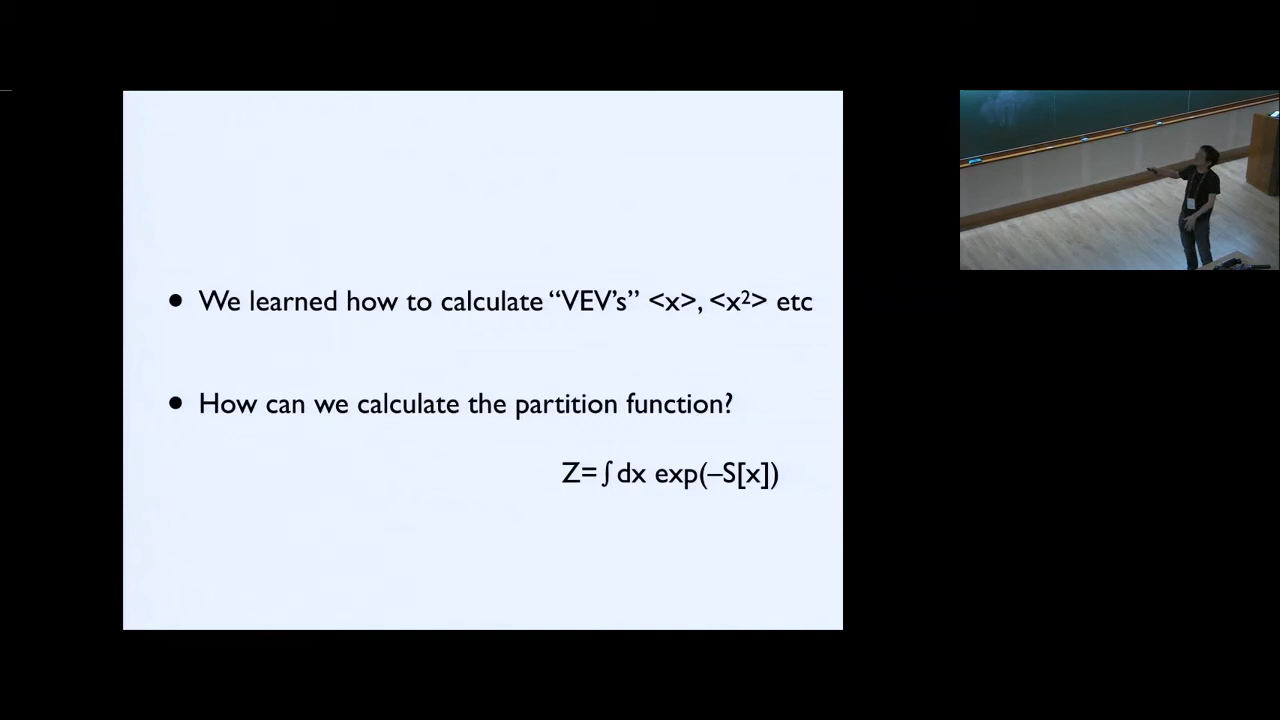 • We learned how to calculate “VEV’s” <x>, <x²> etc
• How can we calculate the partition function?
Z=∫dx exp(–S[x])